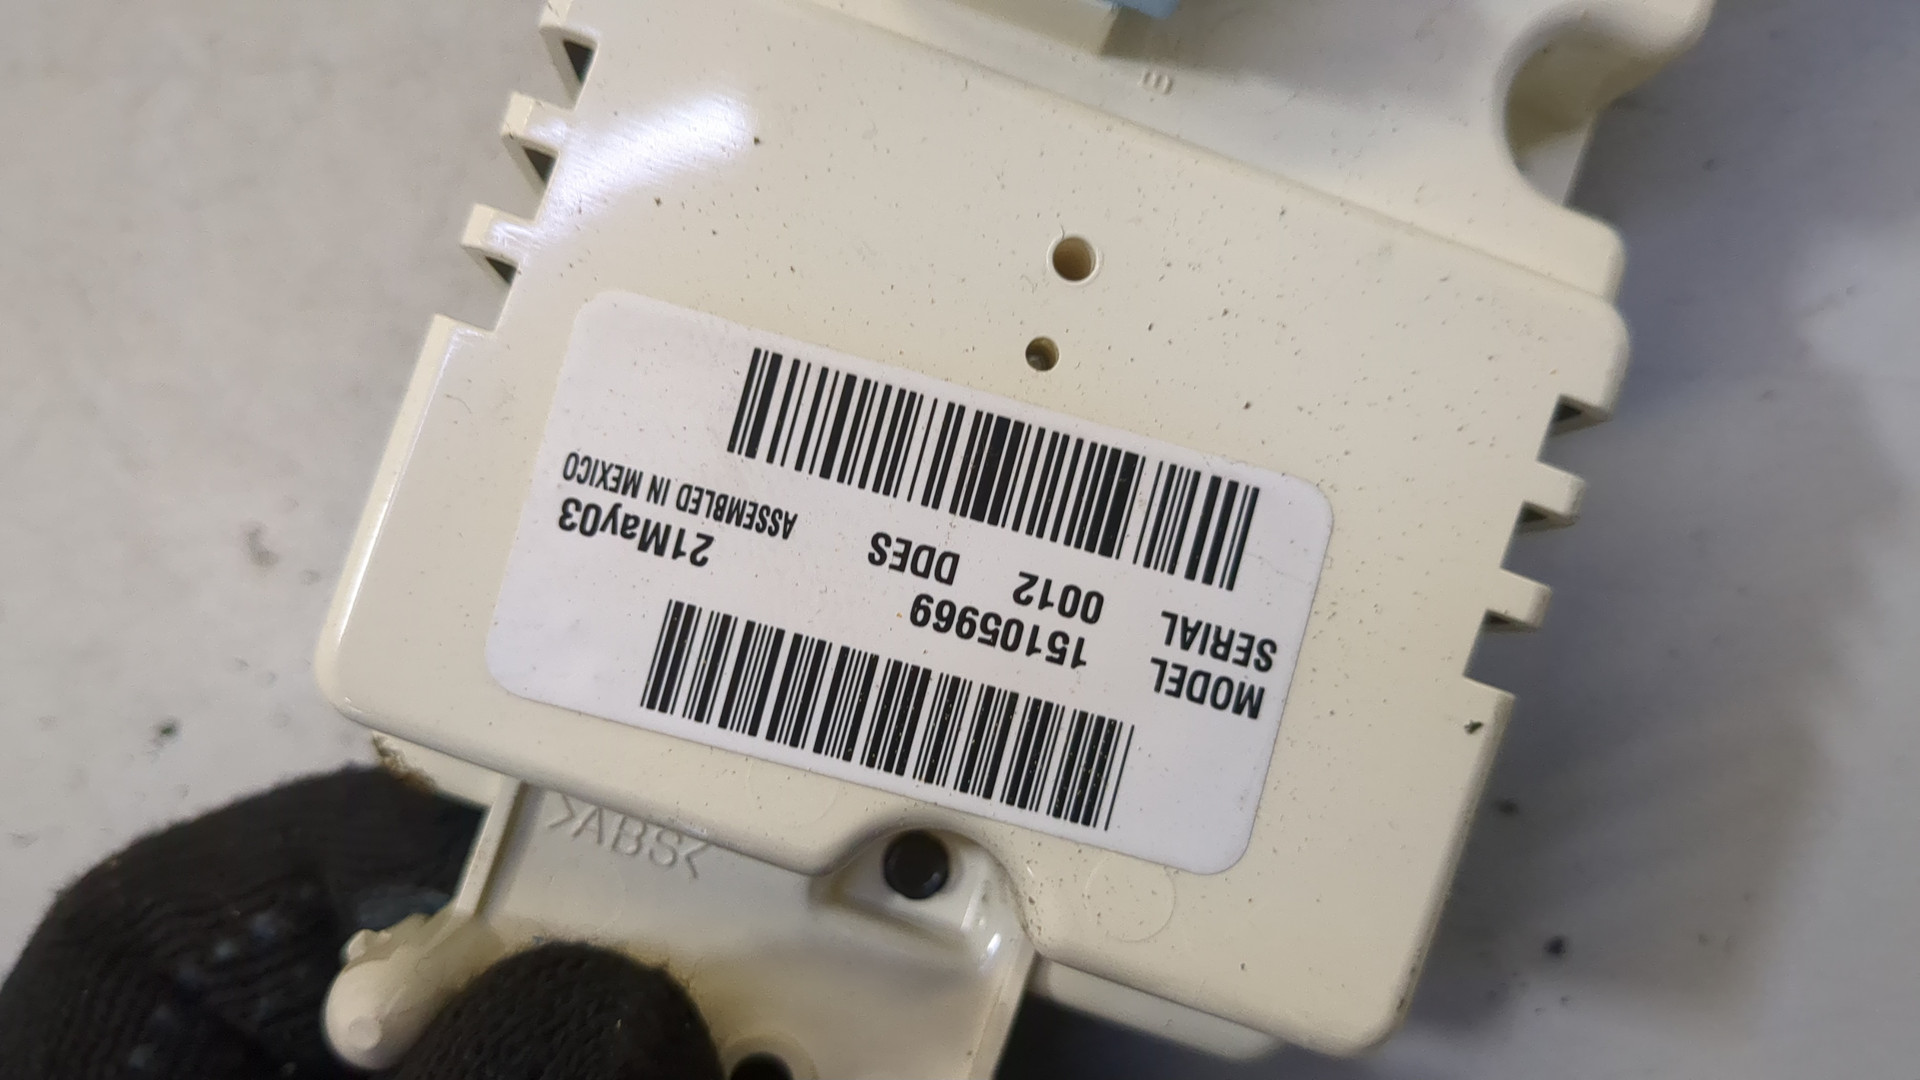 MODEL 15105969
SERIAL 0012 DDES 21May03
ASSEMBLED IN MEXICO
>ABS<
B